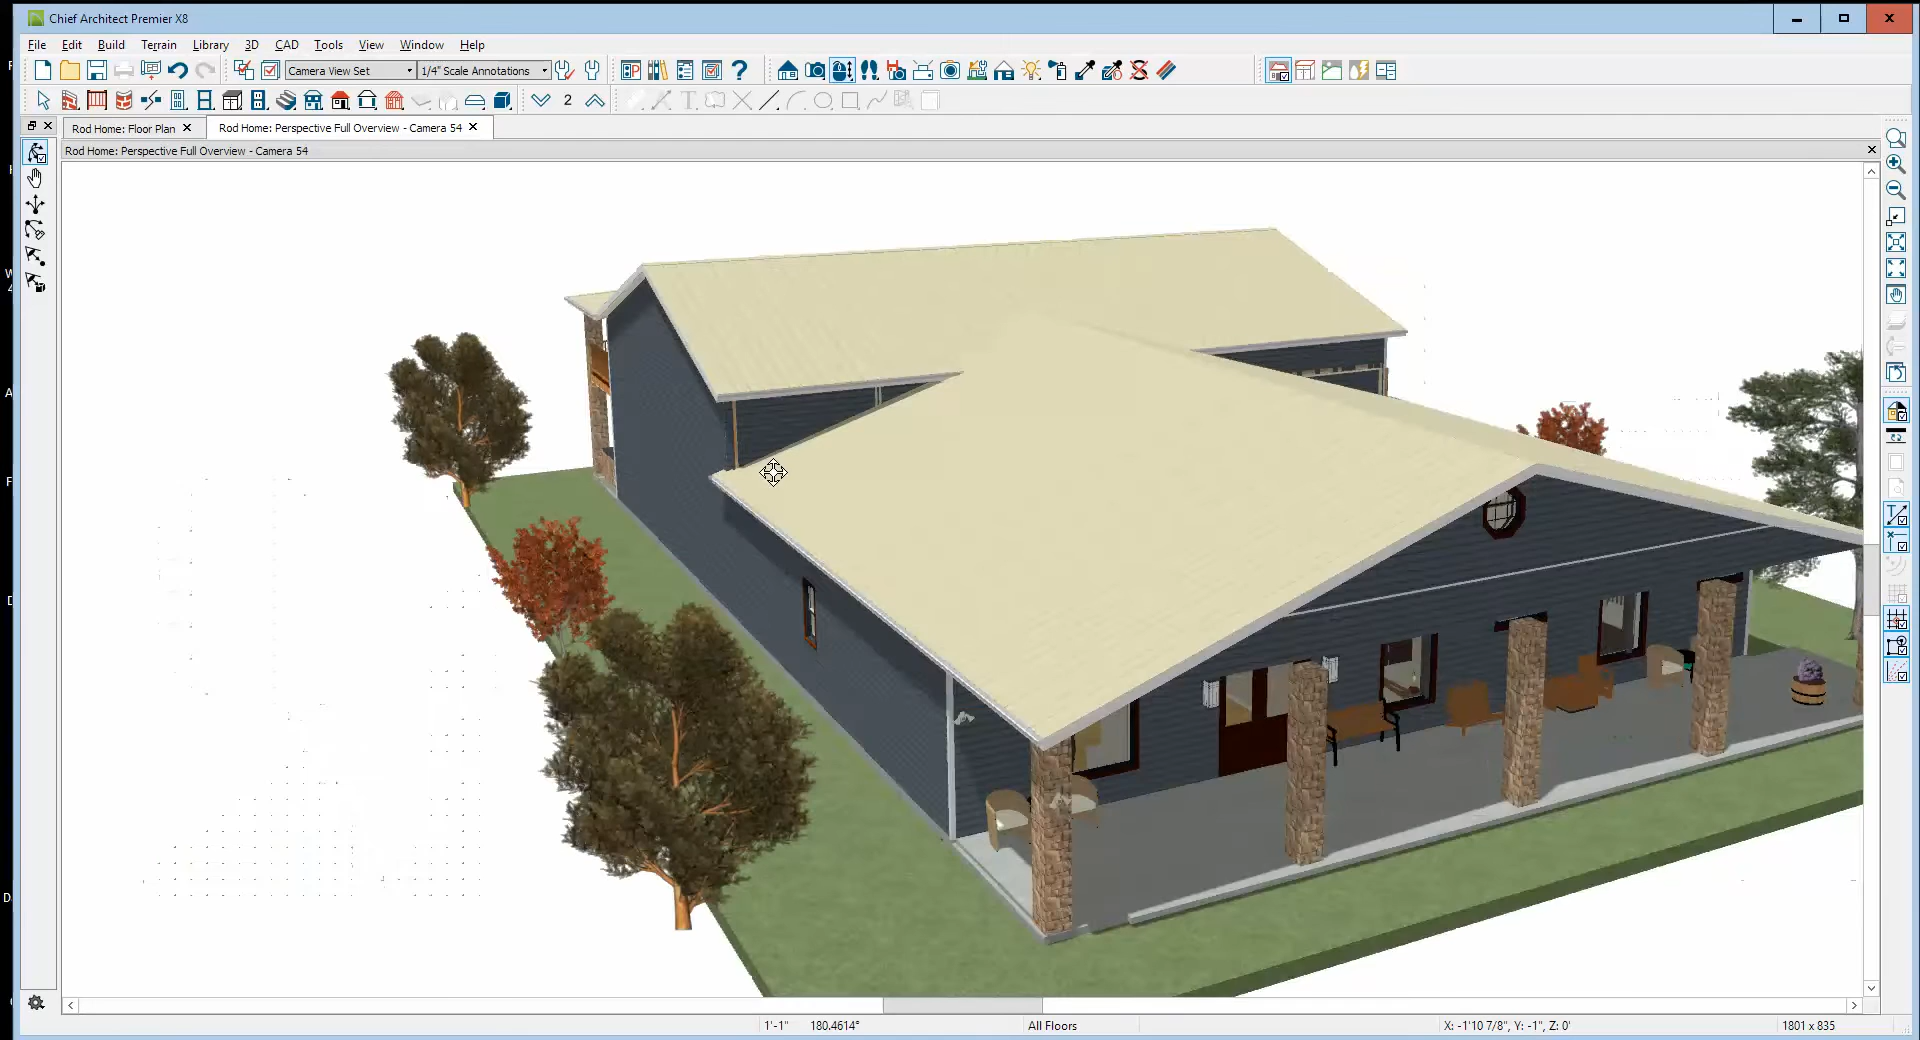 Chief Architect Premier X8
File Edit Build Terrain Library 3D CAD Tools View Window Help
Camera View Set 1/4" Scale Annotations
2
Rod Home: Floor Plan Rod Home: Perspective Full Overview - Camera 54
Rod Home: Perspective Full Overview - Camera 54
1'-1" 180.4614° All Floors X: -1'10 7/8", Y: -1", Z: 0' 1801 x 835